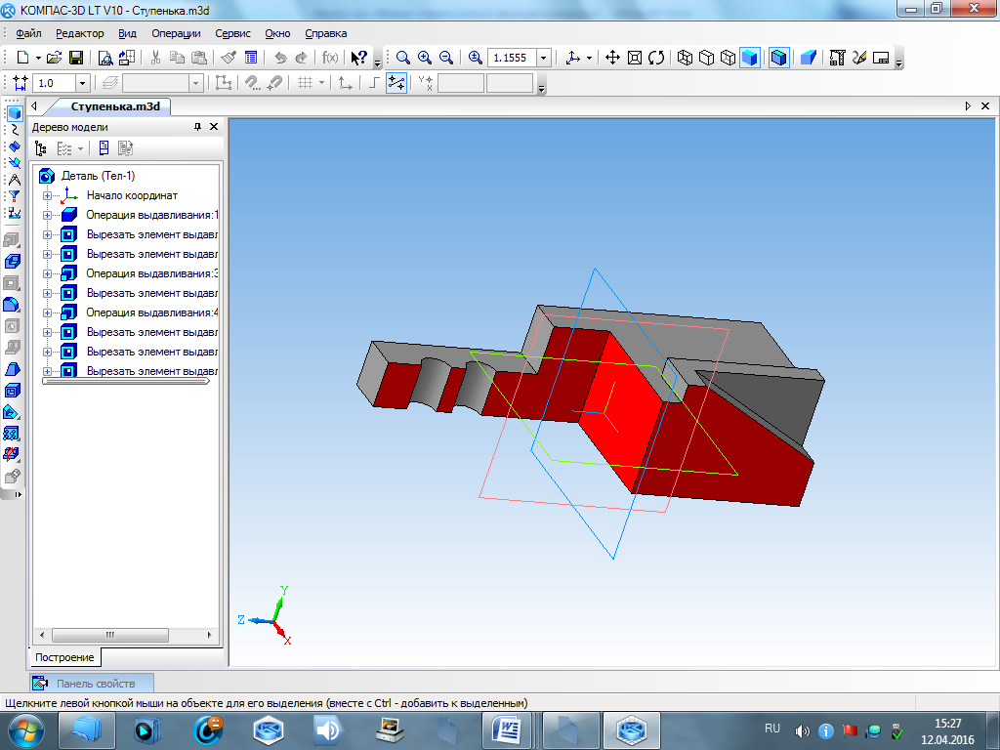 КОМПАС-3D LT V10 - Ступенька.m3d
Файл Редактор Вид Операции Сервис Окно Справка
1.1555
f(x)
1.0
Ступенька.m3d
Дерево модели
Деталь (Тел-1)
Начало координат
Операция выдавливания:1
Вырезать элемент выдавл
Вырезать элемент выдавл
Операция выдавливания:3
Вырезать элемент выдавл
Операция выдавливания:4
Вырезать элемент выдавл
Вырезать элемент выдавл
Вырезать элемент выдавл
Y
Z
X
Построение
Панель свойств
Щелкните левой кнопкой мыши на объекте для его выделения (вместе с Ctrl - добавить к выделенным)
RU
15:27
12.04.2016